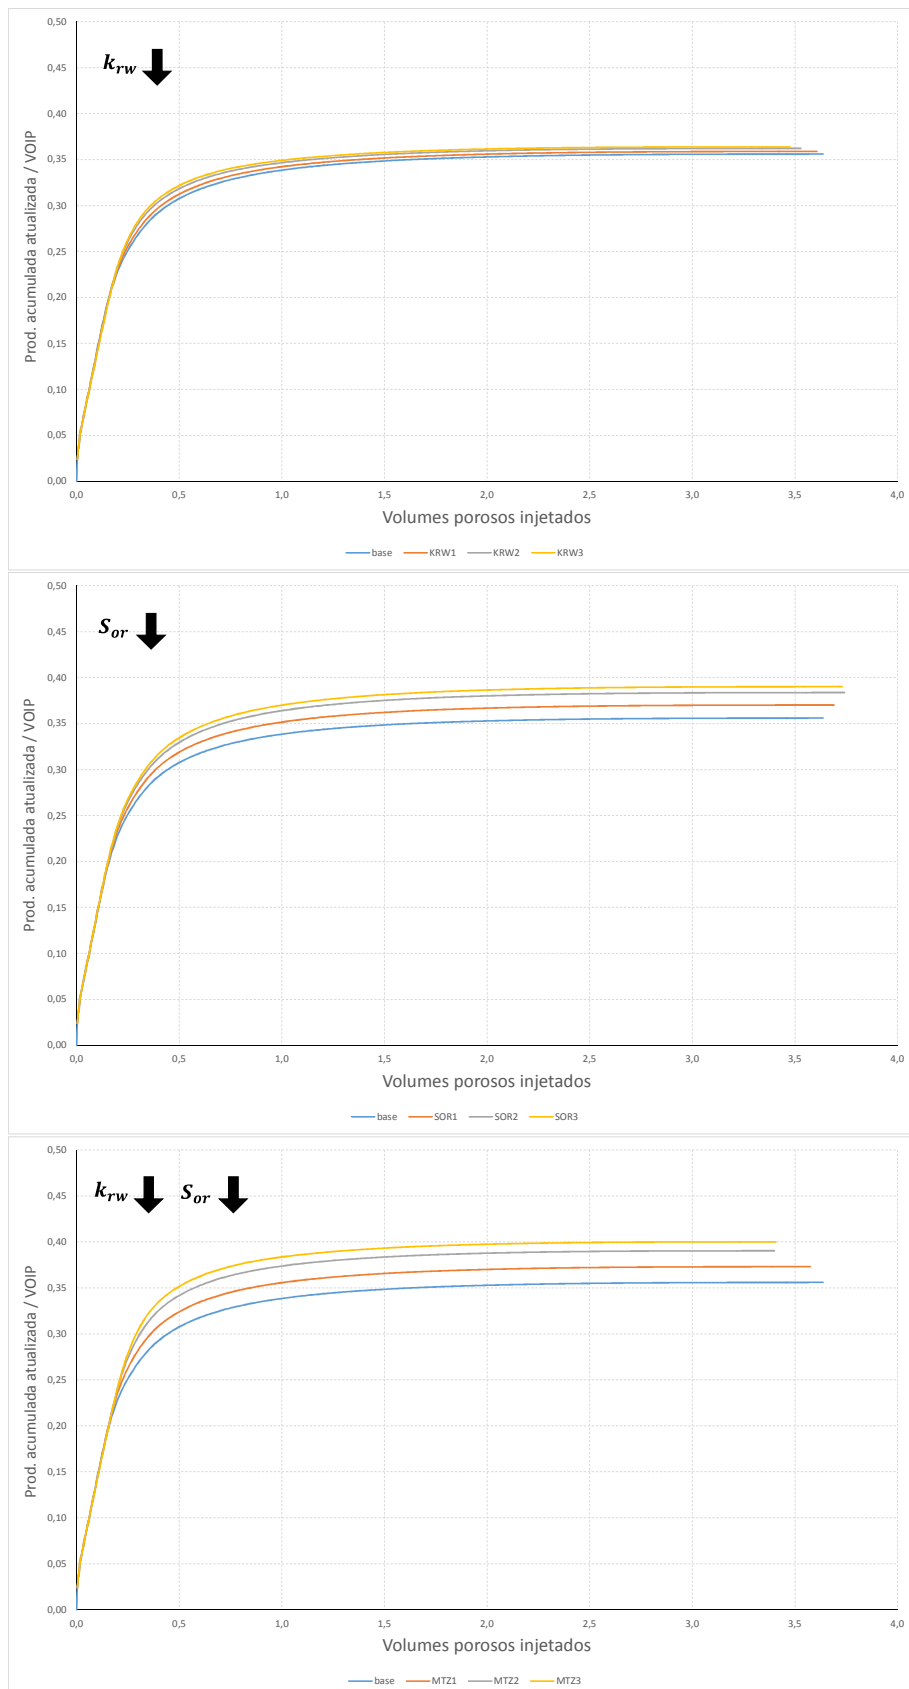 0,50
k_rw
0,45
0,40
0,35
0,30
0,25
0,20
0,15
0,10
0,05
0,00
Prod. acumulada atualizada / VOIP
0,0 0,5 1,0 1,5 2,0 2,5 3,0 3,5 4,0
Volumes porosos injetados
base KRW1 KRW2 KRW3
0,50
S_or
0,45
0,40
0,35
0,30
0,25
0,20
0,15
0,10
0,05
0,00
Prod. acumulada atualizada / VOIP
0,0 0,5 1,0 1,5 2,0 2,5 3,0 3,5 4,0
Volumes porosos injetados
base SOR1 SOR2 SOR3
0,50
k_rw S_or
0,45
0,40
0,35
0,30
0,25
0,20
0,15
0,10
0,05
0,00
Prod. acumulada atualizada / VOIP
0,0 0,5 1,0 1,5 2,0 2,5 3,0 3,5 4,0
Volumes porosos injetados
base MTZ1 MTZ2 MTZ3